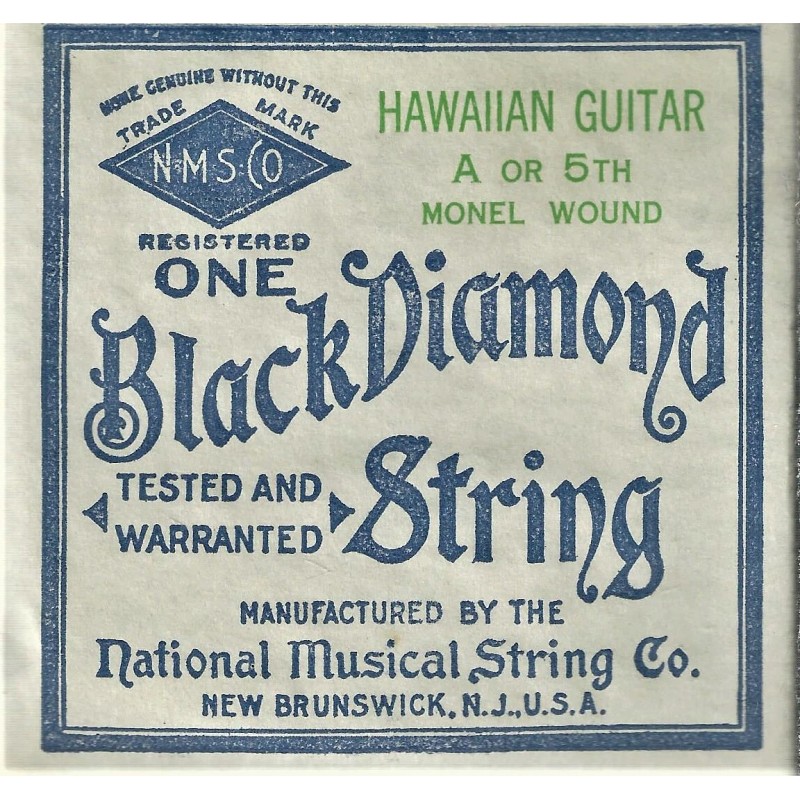 NONE GENUINE WITHOUT THIS
TRADE MARK
N.M.S.CO
REGISTERED
HAWAIIAN GUITAR
A OR 5TH
MONEL WOUND
ONE
Black Diamond
TESTED AND
WARRANTED
String
MANUFACTURED BY THE
National Musical String Co.
NEW BRUNSWICK, N.J., U.S.A.